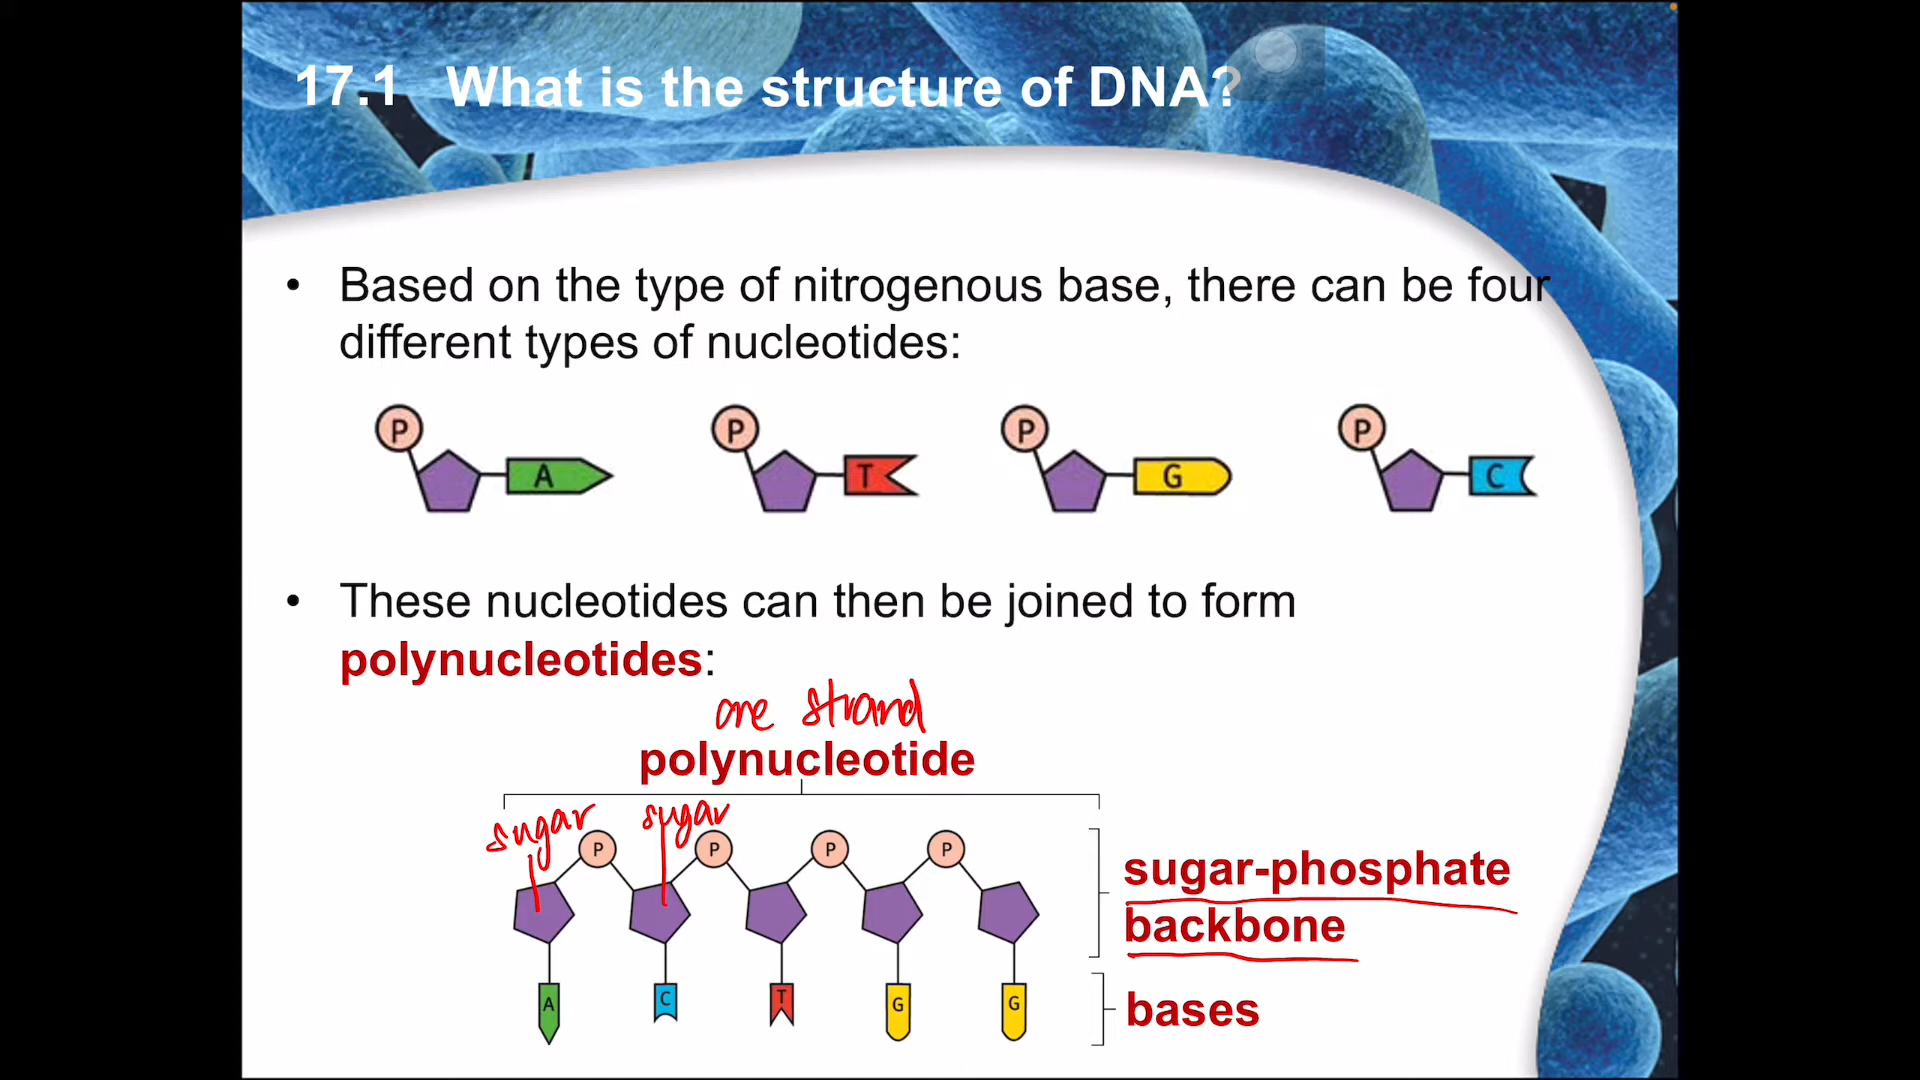 17.1 What is the structure of DNA?
• Based on the type of nitrogenous base, there can be four
different types of nucleotides:
P P P P
A T G C
• These nucleotides can then be joined to form
polynucleotides:
one strand
polynucleotide
sugar sugar
P P P P
sugar-phosphate
backbone
A C T G G
bases